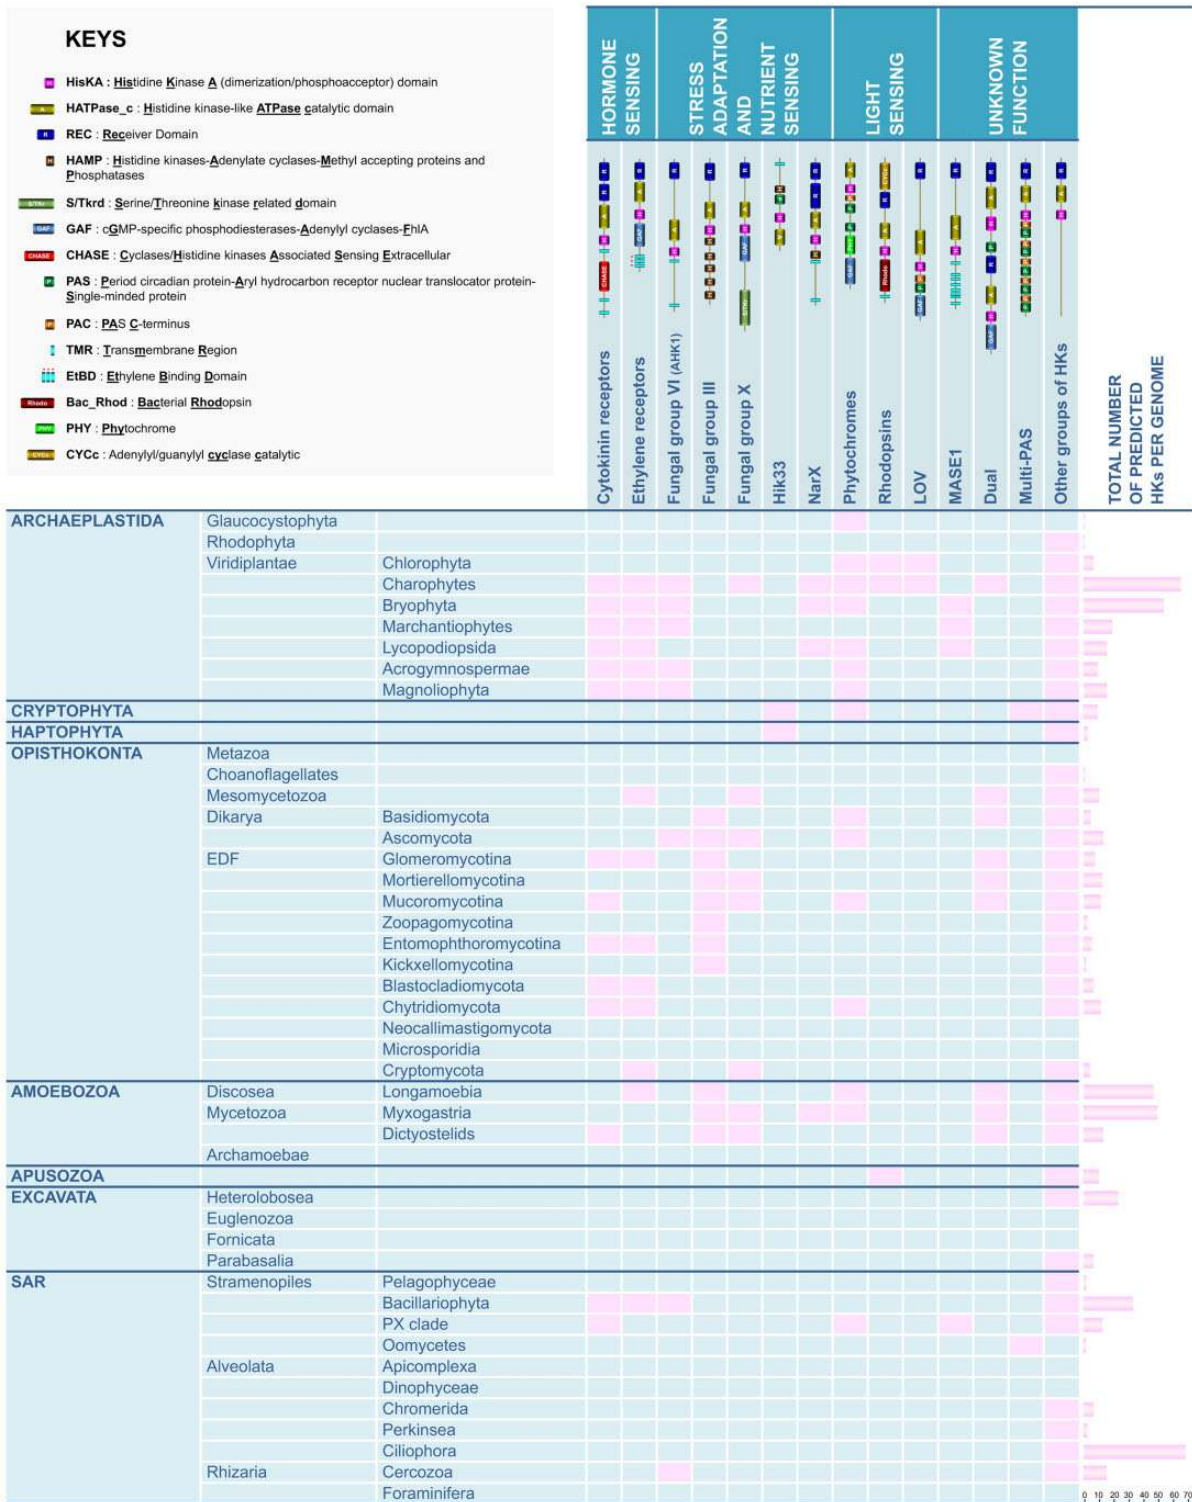 KEYS
HisKA : Histidine Kinase A (dimerization/phosphoacceptor) domain
HATPase_c : Histidine kinase-like ATPase catalytic domain
REC : Receiver Domain
HAMP : Histidine kinases-Adenylate cyclases-Methyl accepting proteins and
Phosphatases
S/Tkrd : Serine/Threonine kinase related domain
GAF : cGMP-specific phosphodiesterases-Adenylyl cyclases-FhlA
CHASE : Cyclases/Histidine kinases Associated Sensing Extracellular
PAS : Period circadian protein-Aryl hydrocarbon receptor nuclear translocator protein-
Single-minded protein
PAC : PAS C-terminus
TMR : Transmembrane Region
EtBD : Ethylene Binding Domain
Bac_Rhod : Bacterial Rhodopsin
PHY : Phytochrome
CYCc : Adenylyl/guanylyl cyclase catalytic
HORMONE
SENSING
STRESS
ADAPTATION
AND
NUTRIENT
SENSING
LIGHT
SENSING
UNKNOWN
FUNCTION
Cytokinin receptors
Ethylene receptors
Fungal group VI (AHK1)
Fungal group III
Fungal group X
Hik33
NarX
Phytochromes
Rhodopsins
LOV
MASE1
Dual
Multi-PAS
Other groups of HKs
TOTAL NUMBER
OF PREDICTED
HKs PER GENOME
ARCHAEPLASTIDA Glaucocystophyta
Rhodophyta
Viridiplantae Chlorophyta
Charophytes
Bryophyta
Marchantiophytes
Lycopodiopsida
Acrogymnospermae
Magnoliophyta
CRYPTOPHYTA
HAPTOPHYTA
OPISTHOKONTA Metazoa
Choanoflagellates
Mesomycetozoa
Dikarya Basidiomycota
Ascomycota
EDF Glomeromycotina
Mortierellomycotina
Mucoromycotina
Zoopagomycotina
Entomophthoromycotina
Kickxellomycotina
Blastocladiomycota
Chytridiomycota
Neocallimastigomycota
Microsporidia
Cryptomycota
AMOEBOZOA Discosea Longamoebia
Mycetozoa Myxogastria
Dictyostelids
Archamoebae
APUSOZOA
EXCAVATA Heterolobosea
Euglenozoa
Fornicata
Parabasalia
SAR Stramenopiles Pelagophyceae
Bacillariophyta
PX clade
Oomycetes
Alveolata Apicomplexa
Dinophyceae
Chromerida
Perkinsea
Ciliophora
Rhizaria Cercozoa
Foraminifera
0 10 20 30 40 50 60 70